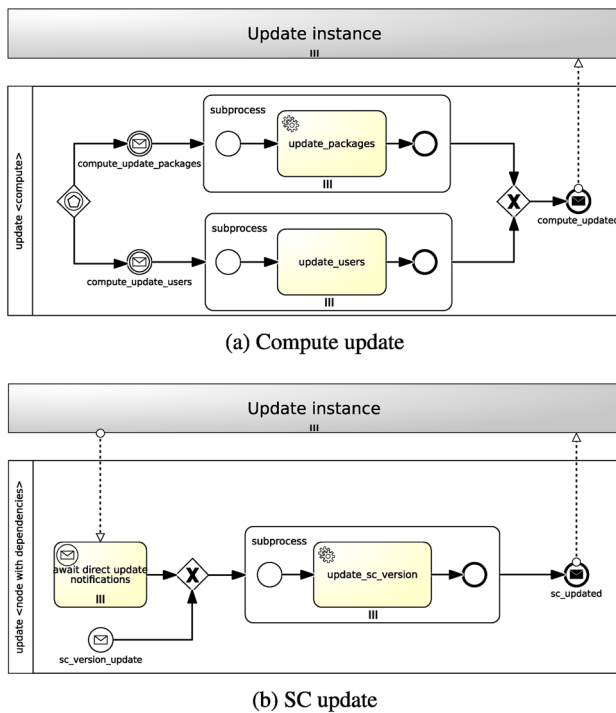 Update instance
update <compute>
compute_update_packages
subprocess
update_packages
compute_updated
compute_update_users
subprocess
update_users
(a) Compute update
Update instance
update <node with dependencies>
await direct update
notifications
sc_version_update
subprocess
update_sc_version
sc_updated
(b) SC update